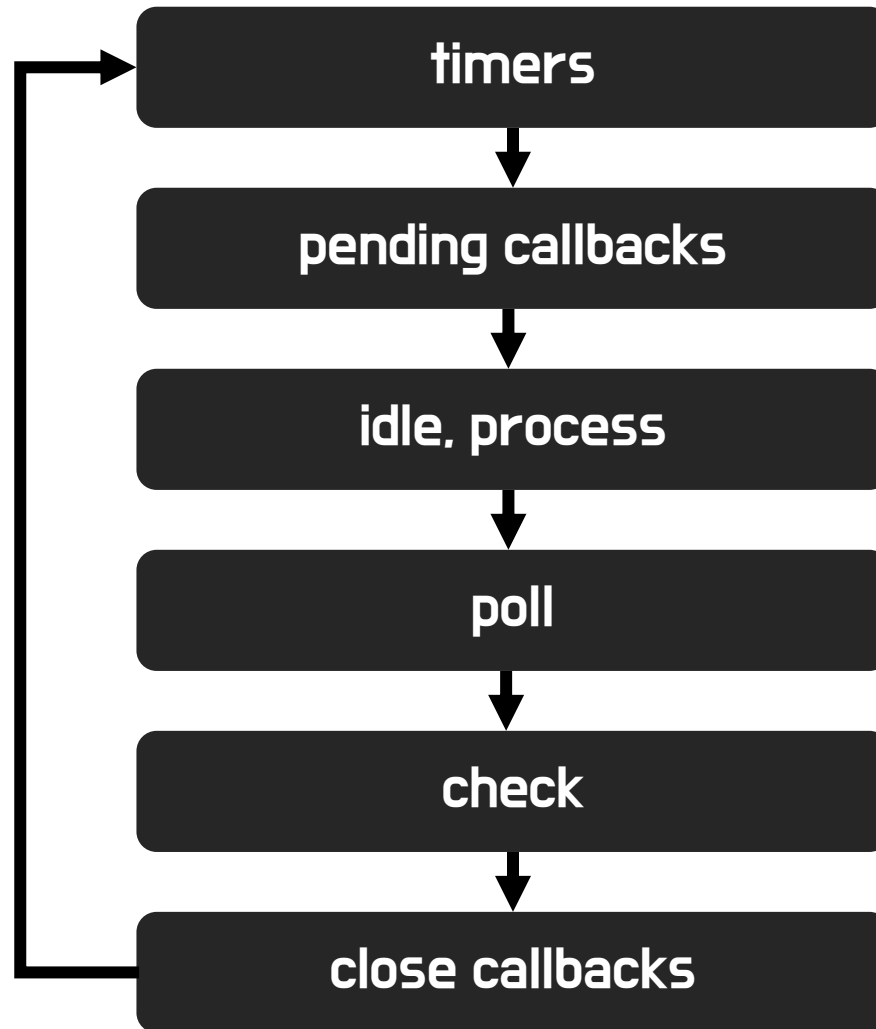 timers
pending callbacks
idle, process
poll
check
close callbacks